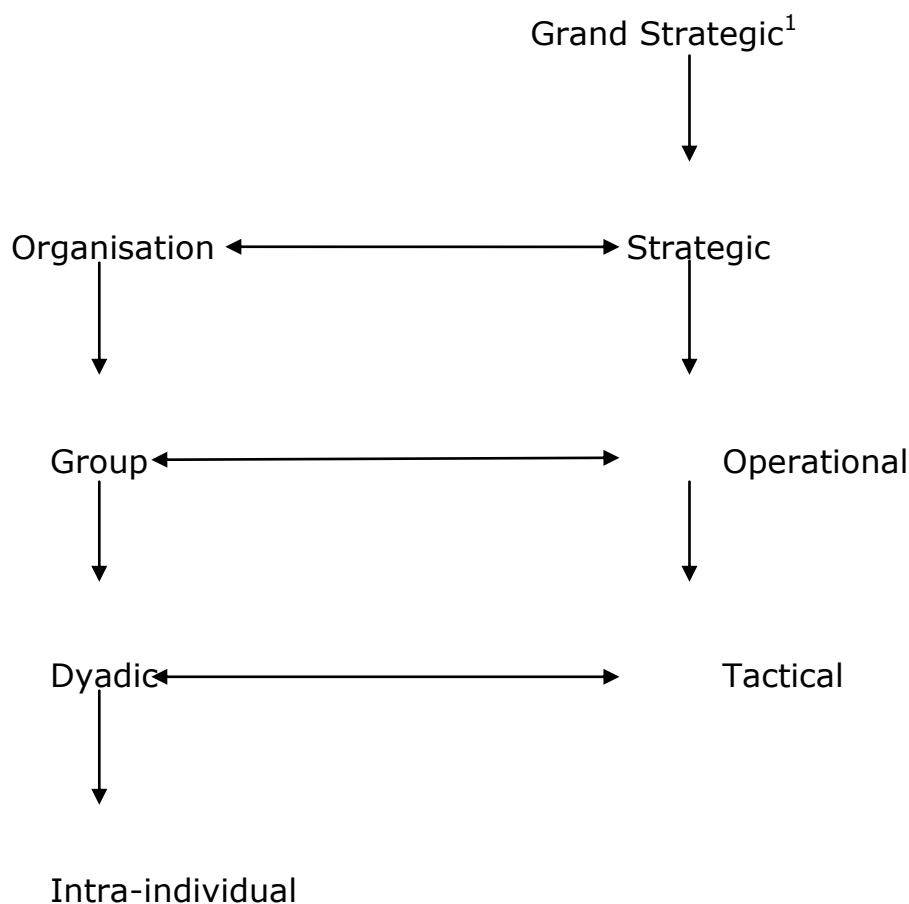 Grand Strategic¹
Organisation Strategic
Group Operational
Dyadic Tactical
Intra-individual